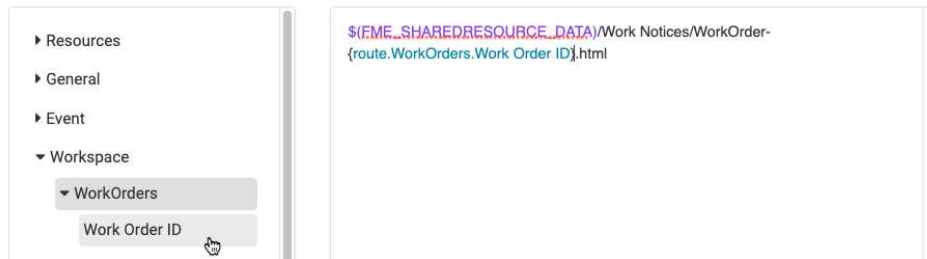 Resources
General
Event
Workspace
WorkOrders
Work Order ID
$(FME_SHAREDRESOURCE_DATA)/Work Notices/WorkOrder-
{route.WorkOrders.Work Order ID}.html